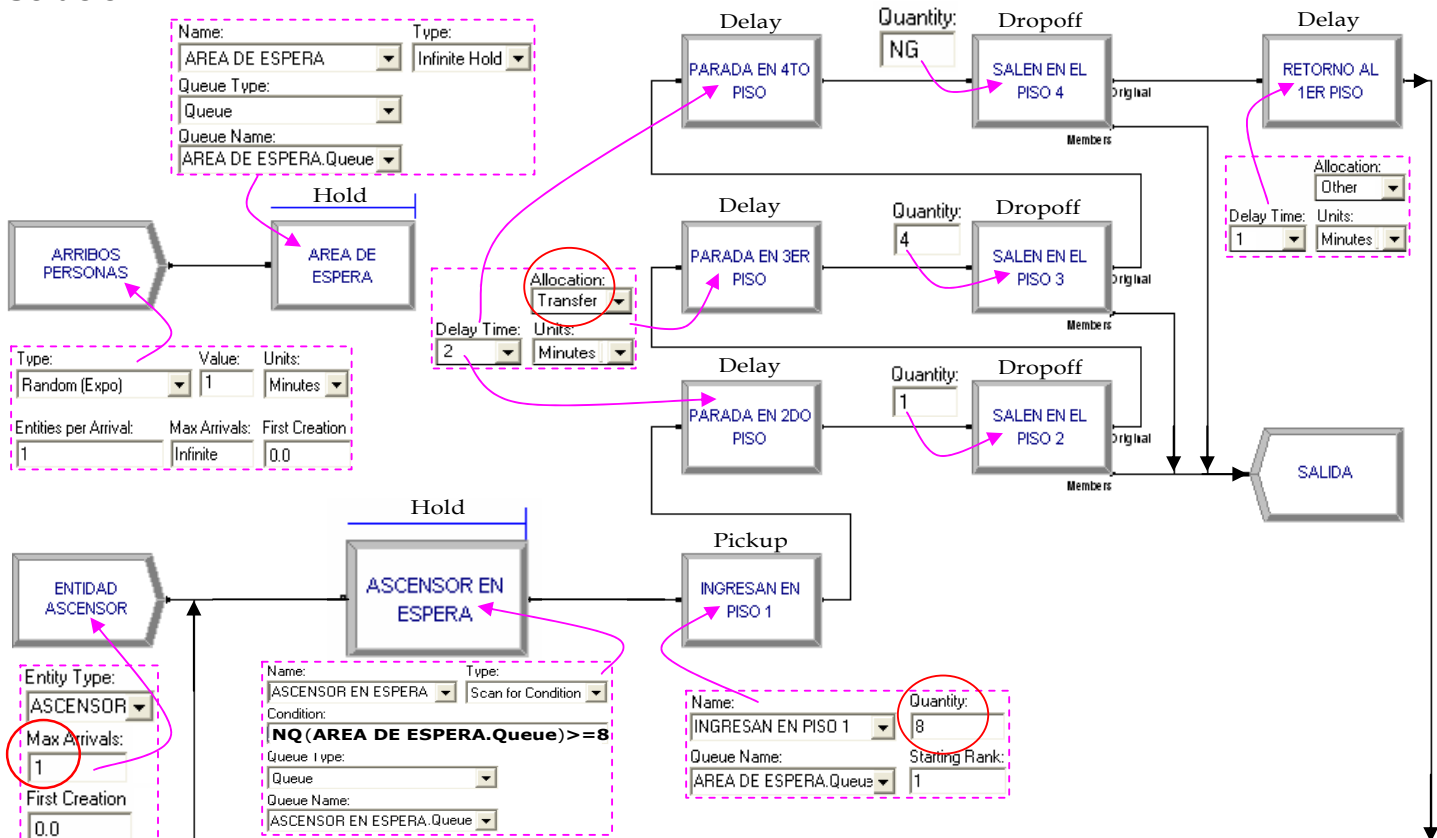 Name:
Type:
AREA DE ESPERA
Infinite Hold
Queue Type:
Queue
Queue Name:
AREA DE ESPERA.Queue
Hold
ARRIBOS
PERSONAS
AREA DE
ESPERA
Type:
Value:
Units:
Random (Expo)
1
Minutes
Entities per Arrival:
Max Arrivals:
First Creation
1
Infinite
0.0
Delay
Quantity:
NG
Dropoff
Delay
PARADA EN 4TO
PISO
SALEN EN EL
PISO 4
Original
Members
RETORNO AL
1ER PISO
Allocation:
Other
Delay Time:
Units:
1
Minutes
Delay
Quantity:
4
Dropoff
PARADA EN 3ER
PISO
SALEN EN EL
PISO 3
Original
Members
Allocation:
Transfer
Delay Time:
Units:
2
Minutes
Delay
Quantity:
1
Dropoff
PARADA EN 2DO
PISO
SALEN EN EL
PISO 2
Original
Members
SALIDA
Hold
Pickup
ENTIDAD
ASCENSOR
ASCENSOR EN
ESPERA
INGRESAN EN
PISO 1
Entity Type:
ASCENSOR
Max Arrivals:
1
First Creation
0.0
Name:
Type:
ASCENSOR EN ESPERA
Scan for Condition
Condition:
NQ(AREA DE ESPERA.Queue)>=8
Queue Type:
Queue
Queue Name:
ASCENSOR EN ESPERA.Queue
Name:
Quantity:
INGRESAN EN PISO 1
8
Queue Name:
Starting Rank:
AREA DE ESPERA.Queue
1